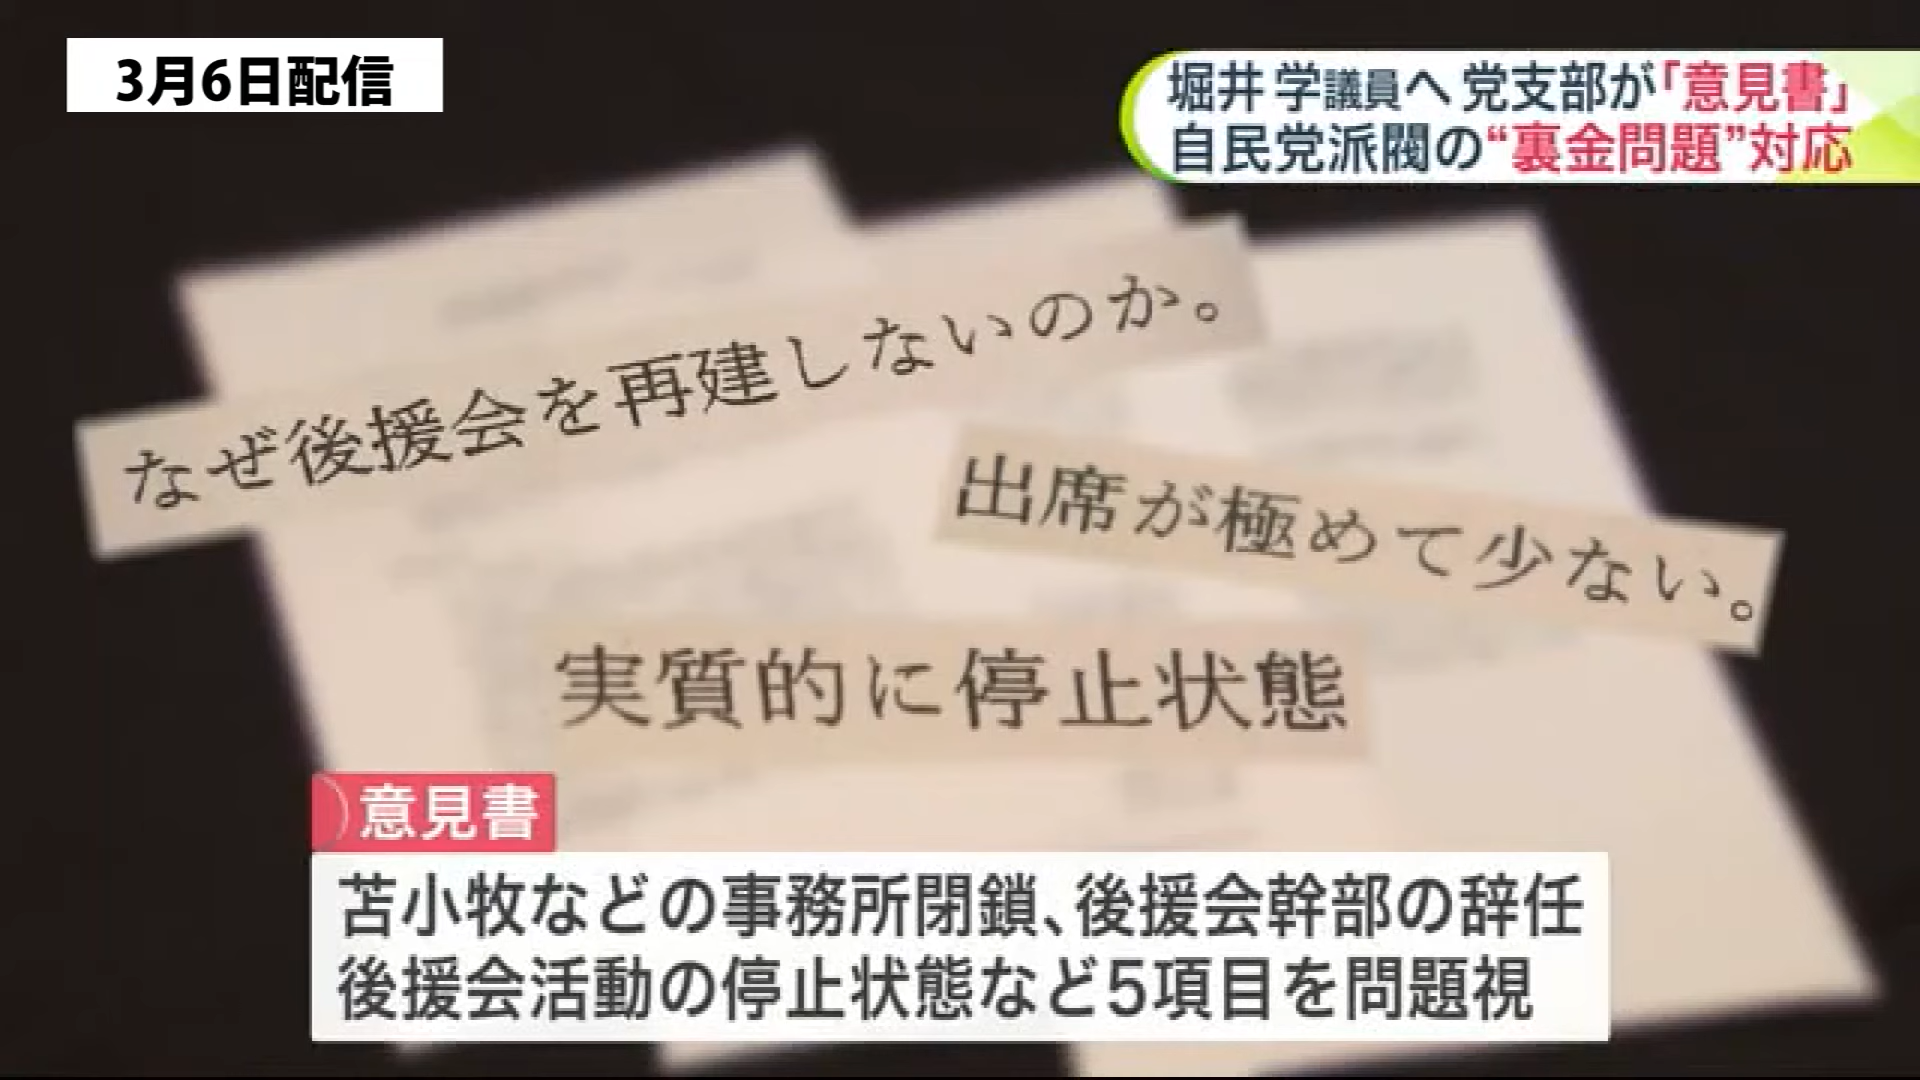 3月6日配信
堀井 学議員へ 党支部が「意見書」
自民党派閥の“裏金問題”対応
なぜ後援会を再建しないのか。
出席が極めて少ない。
実質的に停止状態
意見書
苫小牧などの事務所閉鎖、後援会幹部の辞任
後援会活動の停止状態など5項目を問題視